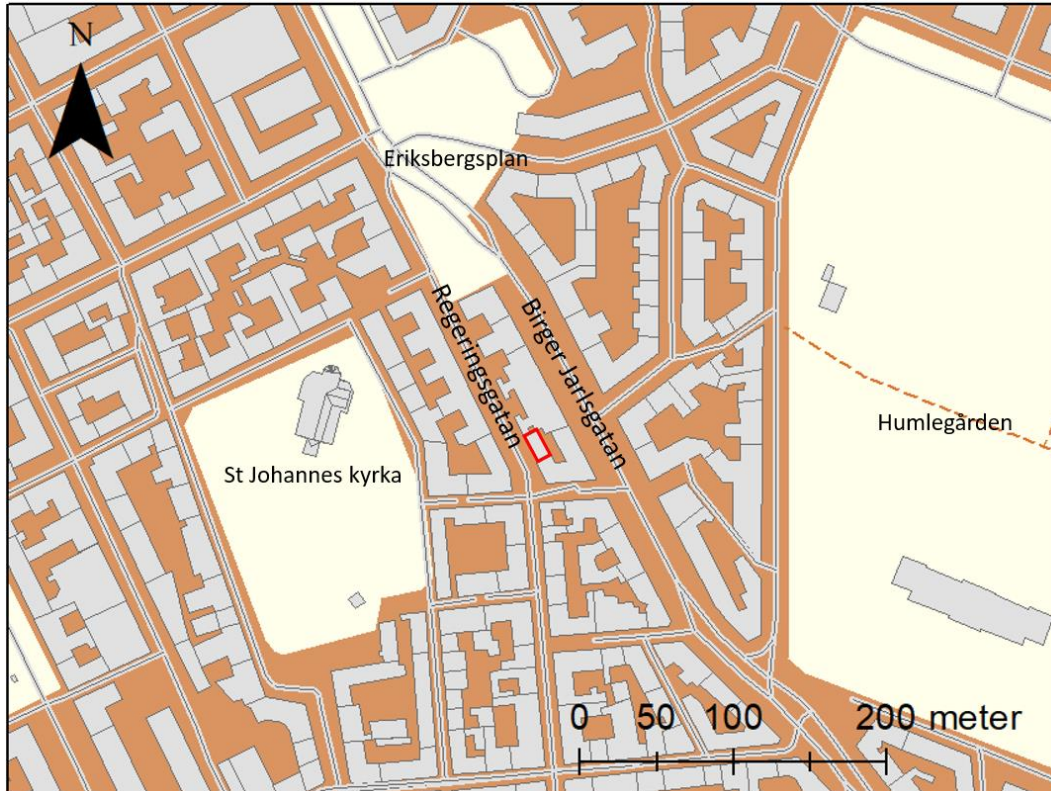 N
Eriksbergsplan
Regeringsgatan
Birger Jarlsgatan
Humlegården
St Johannes kyrka
0 50 100 200 meter